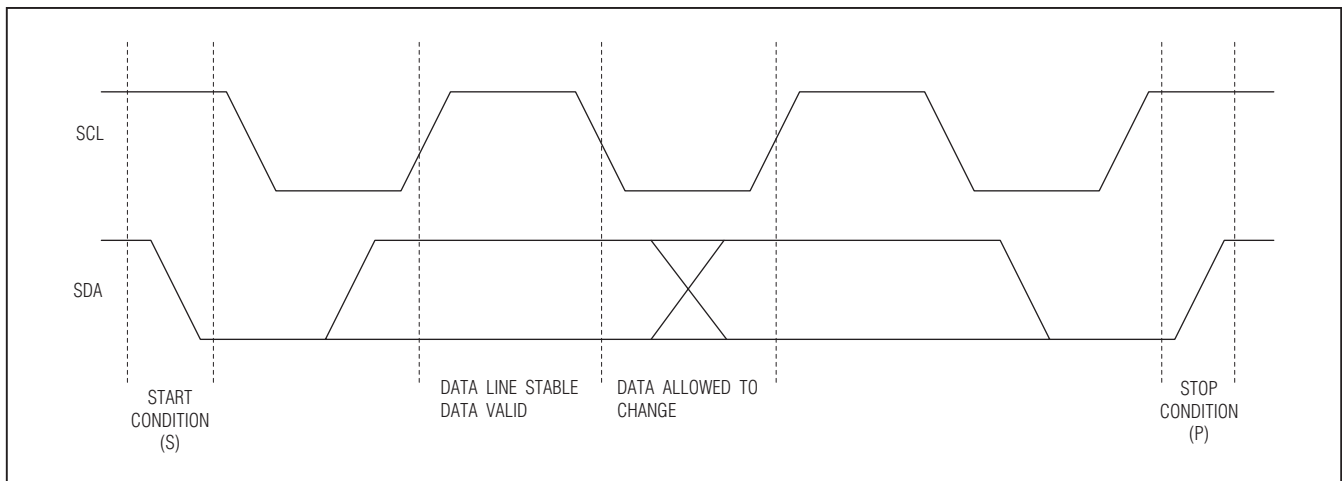 SCL
SDA
START
CONDITION
(S)
DATA LINE STABLE
DATA VALID
DATA ALLOWED TO
CHANGE
STOP
CONDITION
(P)